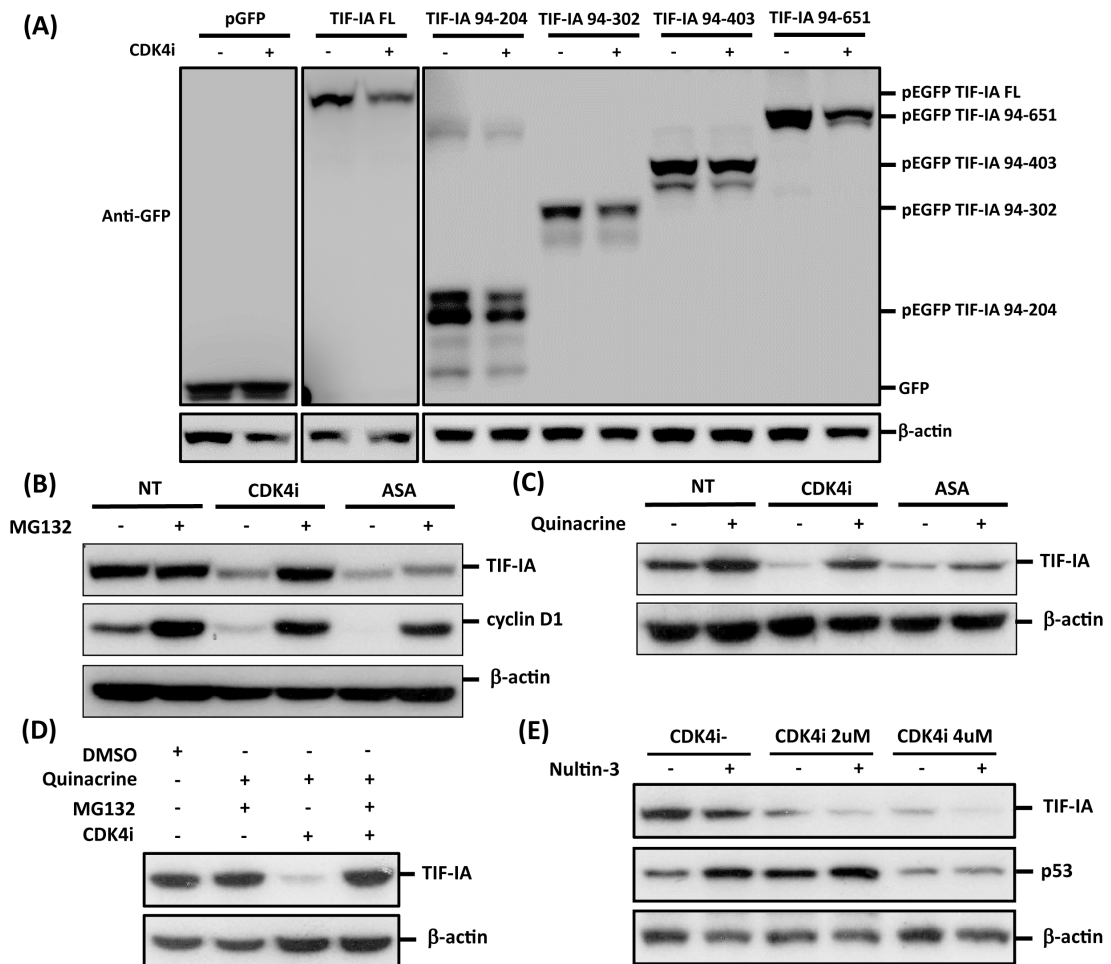 (A)
pGFP TIF-IA FL TIF-IA 94-204 TIF-IA 94-302 TIF-IA 94-403 TIF-IA 94-651
CDK4i - + - + - + - + - + - +
Anti-GFP
pEGFP TIF-IA FL
pEGFP TIF-IA 94-651
pEGFP TIF-IA 94-403
pEGFP TIF-IA 94-302
pEGFP TIF-IA 94-204
GFP
β-actin
(B)
NT CDK4i ASA
MG132 - + - + - +
TIF-IA
cyclin D1
β-actin
(C)
NT CDK4i ASA
Quinacrine - + - + - +
TIF-IA
β-actin
(D)
DMSO + - - -
Quinacrine - + + +
MG132 - + - +
CDK4i - - + +
TIF-IA
β-actin
(E)
CDK4i- CDK4i 2uM CDK4i 4uM
Nultin-3 - + - + - +
TIF-IA
p53
β-actin